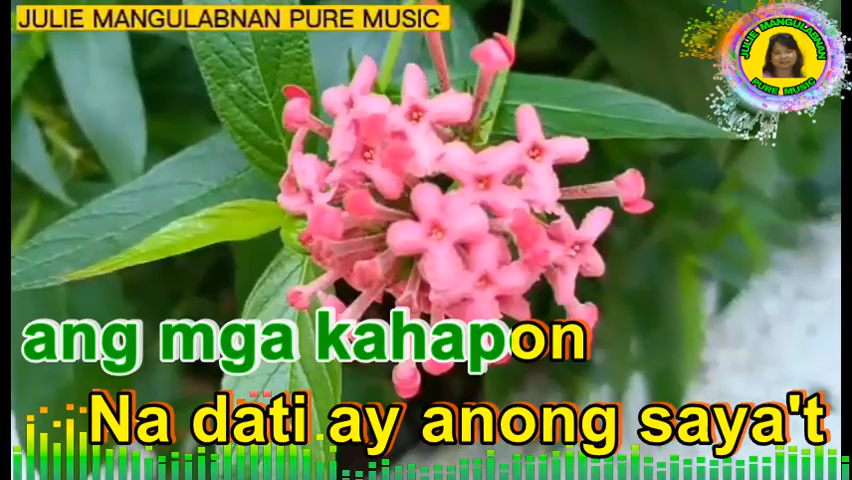 JULIE MANGULABNAN PURE MUSIC
JULIE MANGULABNAN
PURE MUSIC
ang mga kahapon
Na dati ay anong saya't